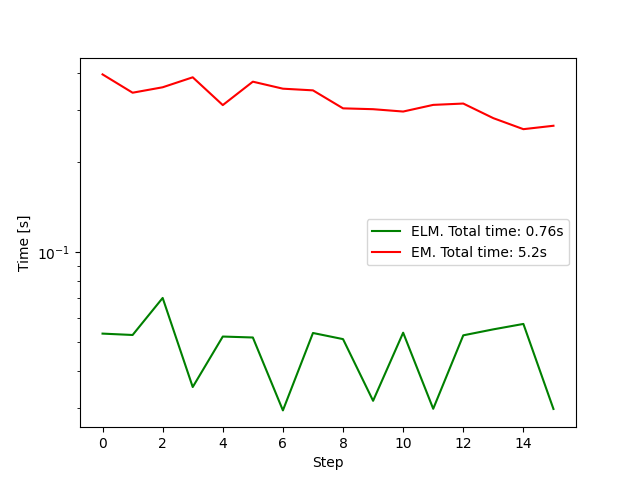 Time [s]
10⁻¹
ELM. Total time: 0.76s
EM. Total time: 5.2s
0 2 4 6 8 10 12 14
Step